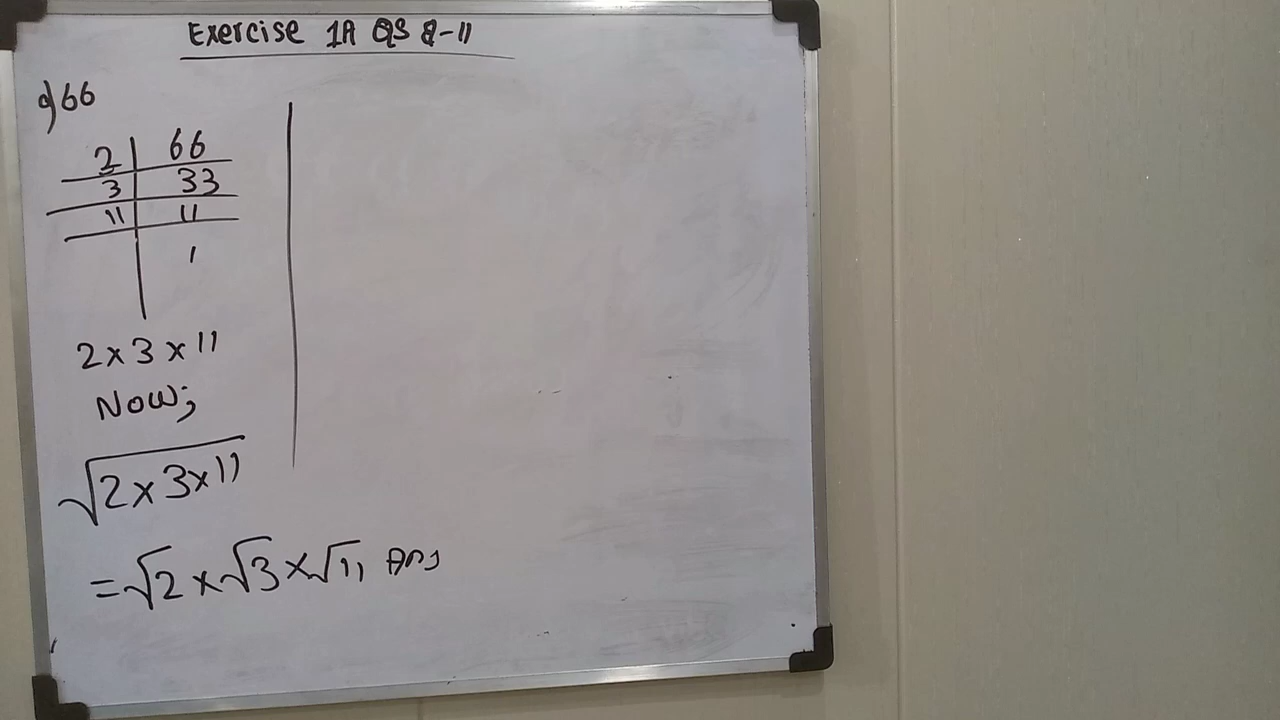 Exercise 1A QS 8-11
a) 66
2 | 66
3 | 33
11 | 11
| 1
2 x 3 x 11
Now;
√2 x 3 x 11
= √2 x √3 x √11 Ans